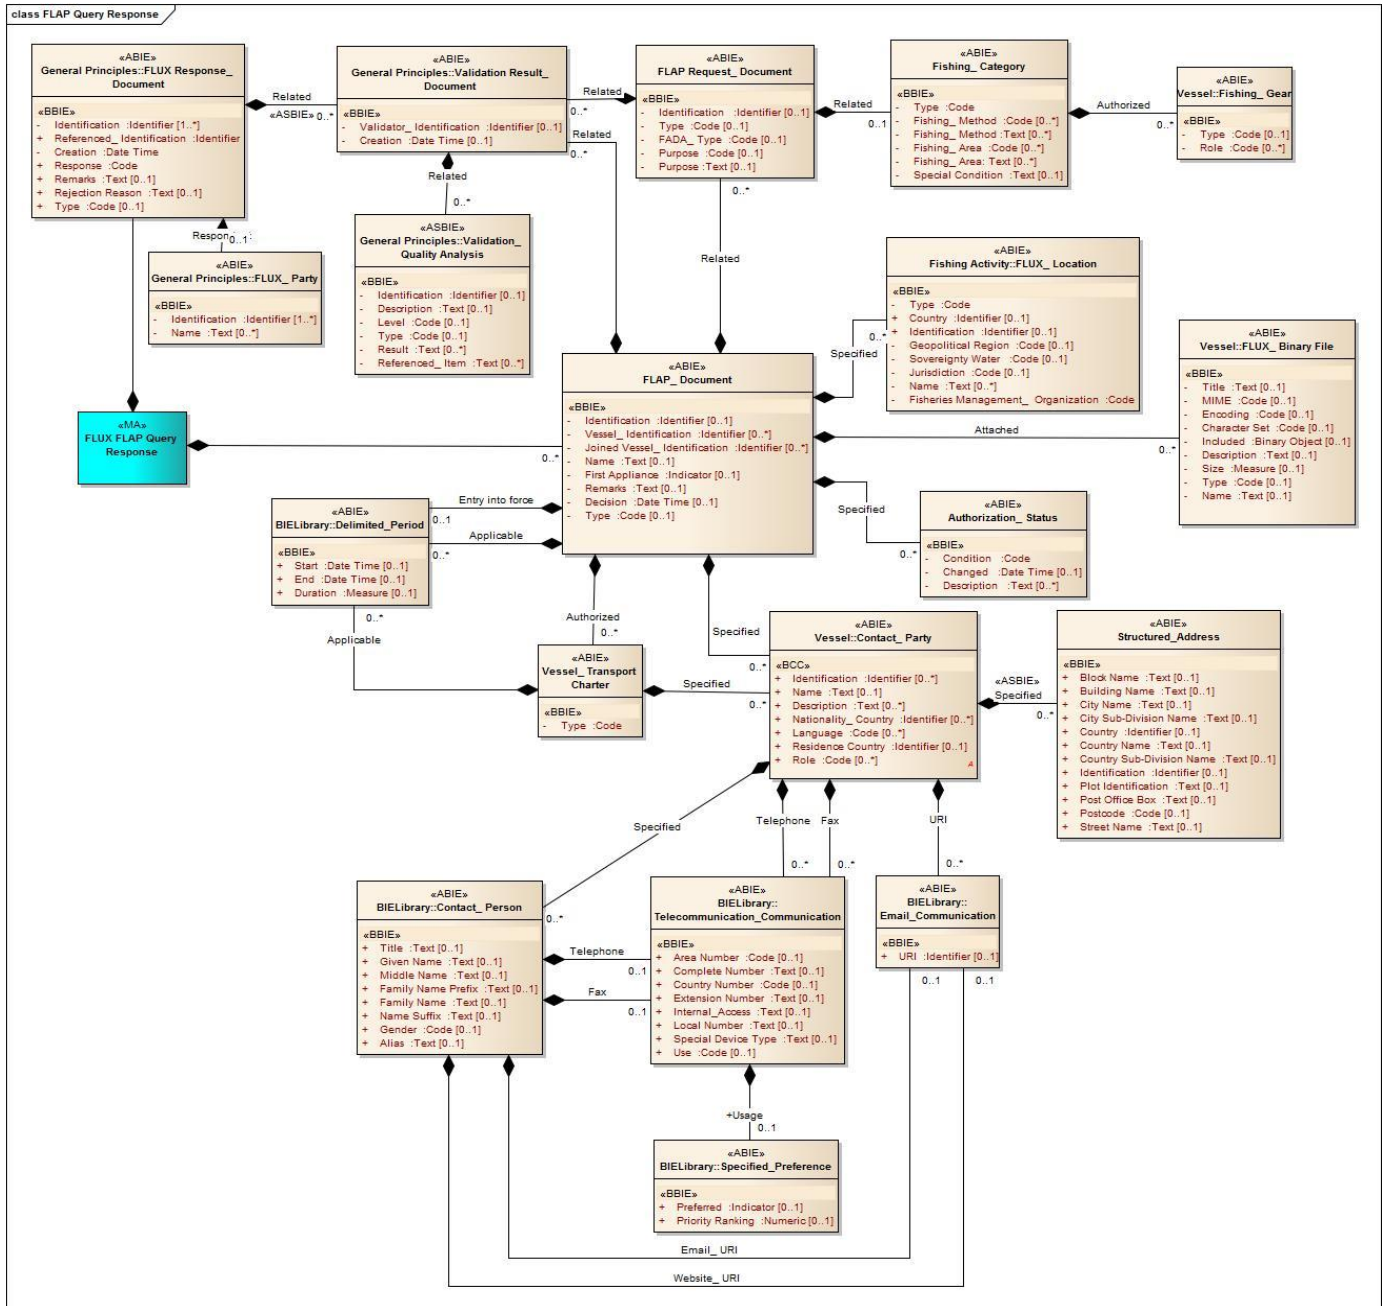 class FLAP Query Response
«ABIE»
General Principles::FLUX Response_
Document
«BBIE»
- Identification :Identifier [1..*]
+ Referenced_ Identification :Identifier
- Creation :Date Time
+ Response :Code
+ Remarks :Text [0..1]
+ Rejection Reason :Text [0..1]
+ Type :Code [0..1]
Related
«ASBIE» 0..*
«ABIE»
General Principles::Validation Result_
Document
«BBIE»
- Validator_ Identification :Identifier [0..1]
- Creation :Date Time [0..1]
Related
0..*
Related
0..*
«ABIE»
FLAP Request_ Document
«BBIE»
- Identification :Identifier [0..1]
- Type :Code [0..1]
- FADA_ Type :Code [0..1]
- Purpose :Code [0..1]
- Purpose :Text [0..1]
0..*
Related
0..1
«ABIE»
Fishing_ Category
«BBIE»
- Type :Code
- Fishing_ Method :Code [0..*]
- Fishing_ Method :Text [0..*]
- Fishing_ Area :Code [0..*]
- Fishing_ Area: Text [0..*]
- Special Condition :Text [0..1]
Authorized
0..*
«ABIE»
Vessel::Fishing_ Gear
«BBIE»
- Type :Code [0..1]
- Role :Code [0..*]
Related
0..*
0..1
«ABIE»
General Principles::FLUX_ Party
«BBIE»
- Identification :Identifier [1..*]
- Name :Text [0..*]
«ASBIE»
General Principles::Validation_
Quality Analysis
«BBIE»
- Identification :Identifier [0..1]
- Description :Text [0..1]
- Level :Code [0..1]
- Type :Code [0..1]
- Result :Text [0..*]
- Referenced_ Item :Text [0..*]
Related
«ABIE»
Fishing Activity::FLUX_ Location
«BBIE»
- Type :Code
+ Country :Identifier [0..1]
+ Identification :Identifier [0..1]
- Geopolitical Region :Code [0..1]
- Sovereignty Water :Code [0..1]
- Jurisdiction :Code [0..1]
- Name :Text [0..*]
- Fisheries Management_ Organization :Code
0..*
Specified
«ABIE»
Vessel::FLUX_ Binary File
«BBIE»
- Title :Text [0..1]
- MIME :Code [0..1]
- Encoding :Code [0..1]
- Character Set :Code [0..1]
- Included :Binary Object [0..1]
- Description :Text [0..1]
- Size :Measure [0..1]
- Type :Code [0..1]
- Name :Text [0..1]
«ABIE»
FLAP_ Document
«BBIE»
- Identification :Identifier [0..1]
- Vessel_ Identification :Identifier [0..*]
- Joined Vessel_ Identification :Identifier [0..*]
- Name :Text [0..1]
- First Appliance :Indicator [0..1]
- Remarks :Text [0..1]
- Decision :Date Time [0..1]
- Type :Code [0..1]
Attached
0..*
«MA»
FLUX FLAP Query
Response
0..*
Specified
0..*
«ABIE»
Authorization_ Status
«BBIE»
- Condition :Code
- Changed :Date Time [0..1]
- Description :Text [0..*]
Entry into force
0..1
Applicable
0..*
«ABIE»
BIELibrary::Delimited_Period
«BBIE»
+ Start :Date Time [0..1]
+ End :Date Time [0..1]
+ Duration :Measure [0..1]
0..*
Applicable
Authorized
0..*
Specified
0..*
«ABIE»
Vessel_ Transport
Charter
«BBIE»
- Type :Code
Specified
0..*
«ABIE»
Vessel::Contact_ Party
«BCC»
+ Identification :Identifier [0..*]
+ Name :Text [0..1]
+ Description :Text [0..*]
+ Nationality_ Country :Identifier [0..*]
+ Language :Code [0..*]
+ Residence Country :Identifier [0..1]
+ Role :Code [0..*]
A
«ASBIE»
Specified
0..*
«ABIE»
Structured_Address
«BBIE»
+ Block Name :Text [0..1]
+ Building Name :Text [0..1]
+ City Name :Text [0..1]
+ City Sub-Division Name :Text [0..1]
+ Country :Identifier [0..1]
+ Country Name :Text [0..1]
+ Country Sub-Division Name :Text [0..1]
+ Identification :Identifier [0..1]
+ Plot Identification :Text [0..1]
+ Post Office Box :Text [0..1]
+ Postcode :Code [0..1]
+ Street Name :Text [0..1]
Specified
0..*
Telephone
0..*
Fax
0..*
URI
0..*
«ABIE»
BIELibrary::Contact_ Person
«BBIE»
+ Title :Text [0..1]
+ Given Name :Text [0..1]
+ Middle Name :Text [0..1]
+ Family Name Prefix :Text [0..1]
+ Family Name :Text [0..1]
+ Name Suffix :Text [0..1]
+ Gender :Code [0..1]
+ Alias :Text [0..1]
Telephone
0..1
Fax
0..1
«ABIE»
BIELibrary::
Telecommunication_Communication
«BBIE»
+ Area Number :Code [0..1]
+ Complete Number :Text [0..1]
+ Country Number :Code [0..1]
+ Extension Number :Text [0..1]
+ Internal_Access :Code [0..1]
+ Local Number :Text [0..1]
+ Special Device Type :Text [0..1]
+ Use :Code [0..1]
«ABIE»
BIELibrary::
Email_Communication
«BBIE»
+ URI :Identifier [0..1]
0..1
0..1
+Usage
0..1
«ABIE»
BIELibrary::Specified_Preference
«BBIE»
+ Preferred :Indicator [0..1]
+ Priority Ranking :Numeric [0..1]
Email_ URI
Website_ URI